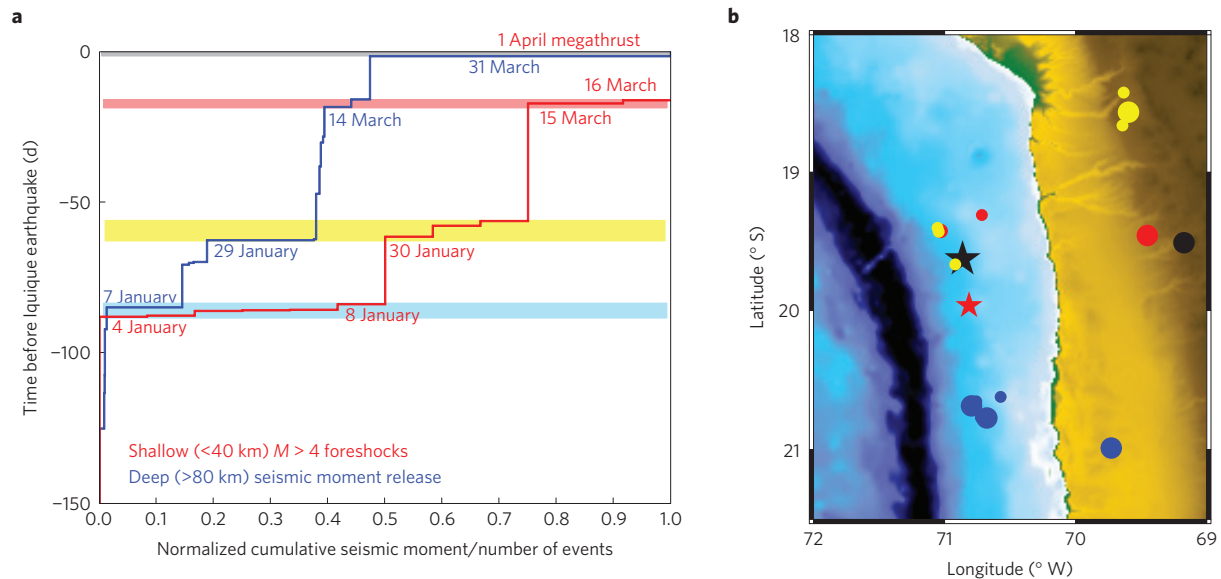 a
0
−50
−100
−150
Time before Iquique earthquake (d)
1 April megathrust
31 March
16 March
14 March
15 March
29 January
30 January
7 January
4 January
8 January
Shallow (<40 km) M > 4 foreshocks
Deep (>80 km) seismic moment release
0.0 0.1 0.2 0.3 0.4 0.5 0.6 0.7 0.8 0.9 1.0
Normalized cumulative seismic moment/number of events
b
18
19
20
21
Latitude (° S)
72 71 70 69
Longitude (° W)